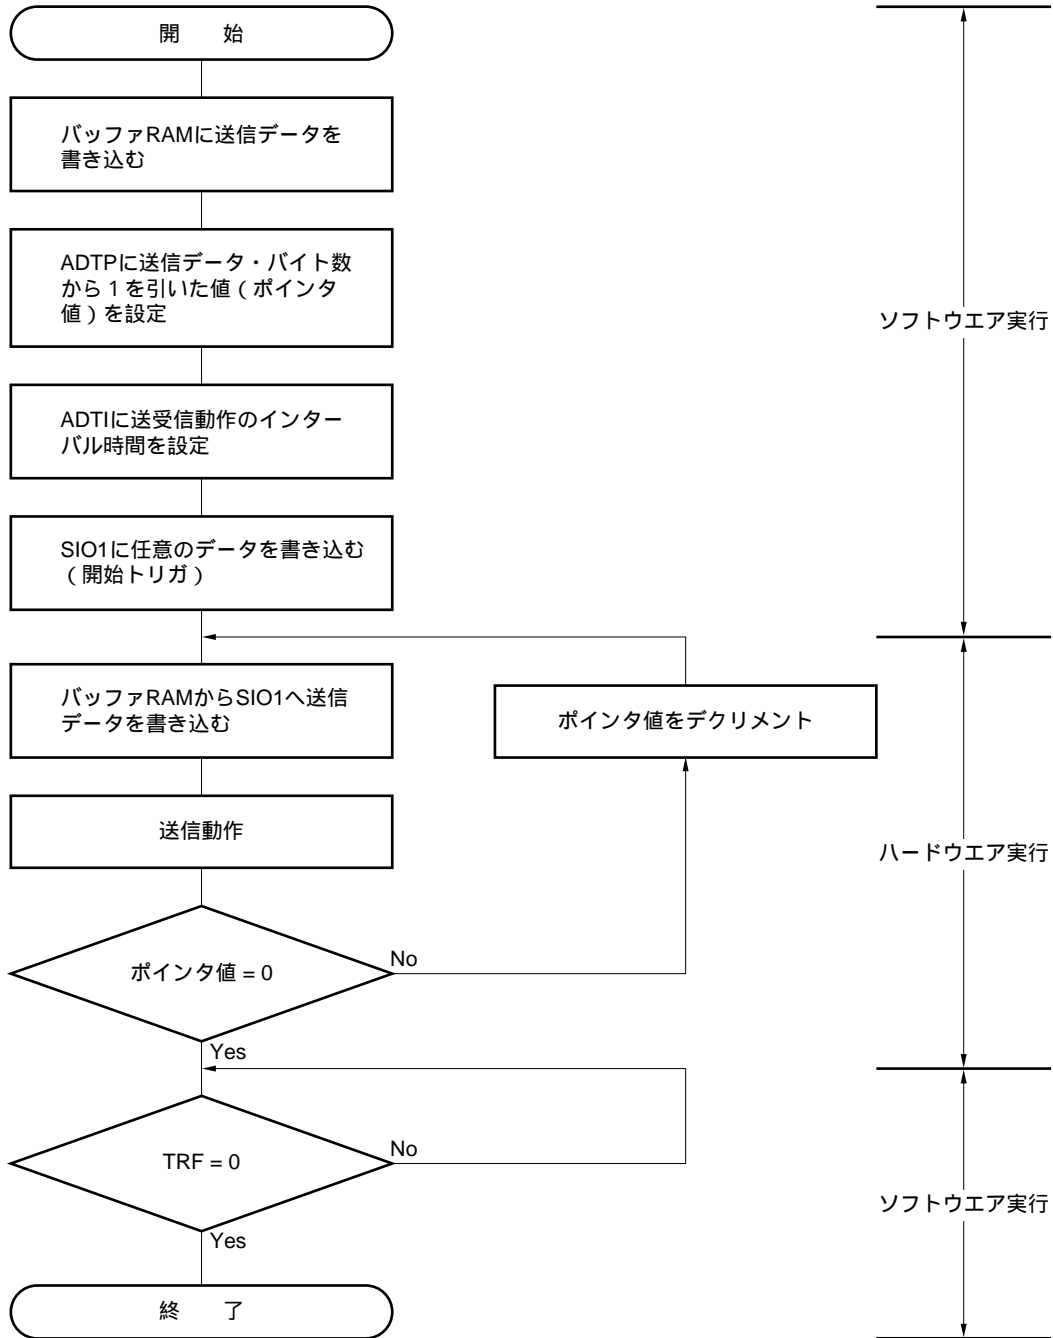 開　始
バッファRAMに送信データを
書き込む
ADTPに送信データ・バイト数
から１を引いた値（ポインタ
値）を設定
ソフトウエア実行
ADTIに送受信動作のインター
バル時間を設定
SIO1に任意のデータを書き込む
（開始トリガ）
バッファRAMからSIO1へ送信
データを書き込む
ポインタ値をデクリメント
送信動作
ハードウエア実行
ポインタ値 = 0
No
Yes
TRF = 0
No
ソフトウエア実行
Yes
終　了